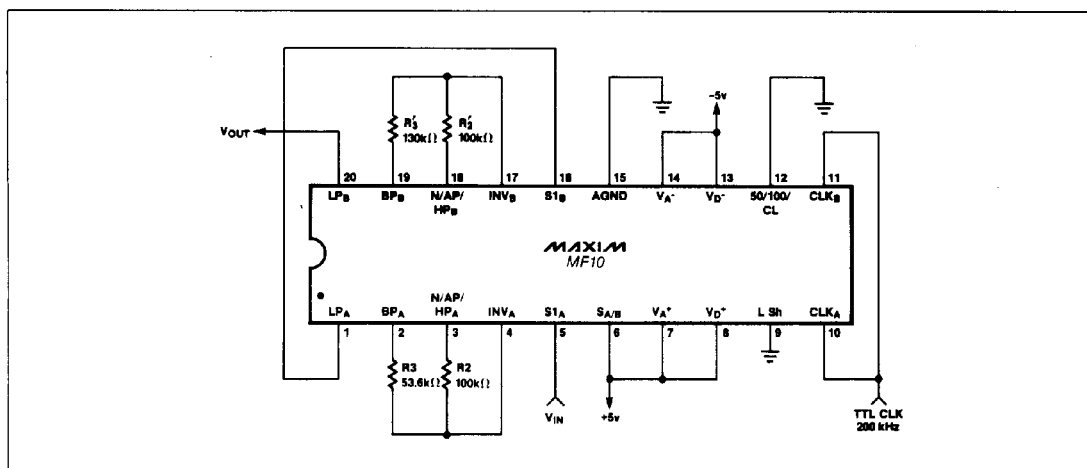 VOUT
R'3
130kΩ
R'2
100kΩ
-5v
20 19 18 17 16 15 14 13 12 11
LPB BPB N/AP/HPB INVB S1B AGND VA- VD- 50/100/CL CLKB
MAXIM
MF10
LPA BPA N/AP/HPA INVA S1A SA/B VA+ VD+ L Sh CLKA
1 2 3 4 5 6 7 8 9 10
R3
53.6kΩ
R2
100kΩ
VIN
+5v
TTL CLK
200 kHz